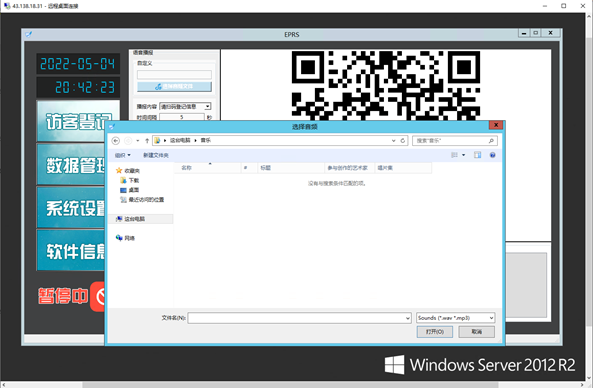 43.138.18.31 - 远程桌面连接
EPRS
2022-05-04
20:42:23
访客登记
数据管理
系统设置
软件信息
暂停中
语音播报
自定义
播报内容 请扫码登记信息
时间间隔 5 秒
选择音频
这台电脑 音乐
搜索"音乐"
组织 新建文件夹
收藏夹
下载
桌面
最近访问的位置
这台电脑
网络
名称 # 标题 参与创作的艺术家 唱片集
没有与搜索条件匹配的项。
文件名(N):
Sounds (*.wav *.mp3)
打开(O) 取消
Windows Server 2012 R2